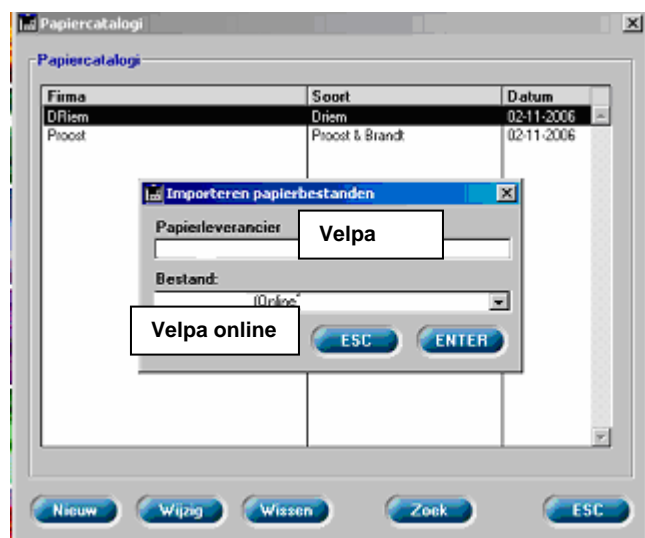 Papiercatalogi
Papiercatalogi
Firma Soort Datum
DRiem Driem 02-11-2006
Proost Proost & Brandt 02-11-2006
Importeren papierbestanden
Papierleverancier
Velpa
Bestand:
(Online)
Velpa online
ESC ENTER
Nieuw Wijzig Wissen Zoek ESC